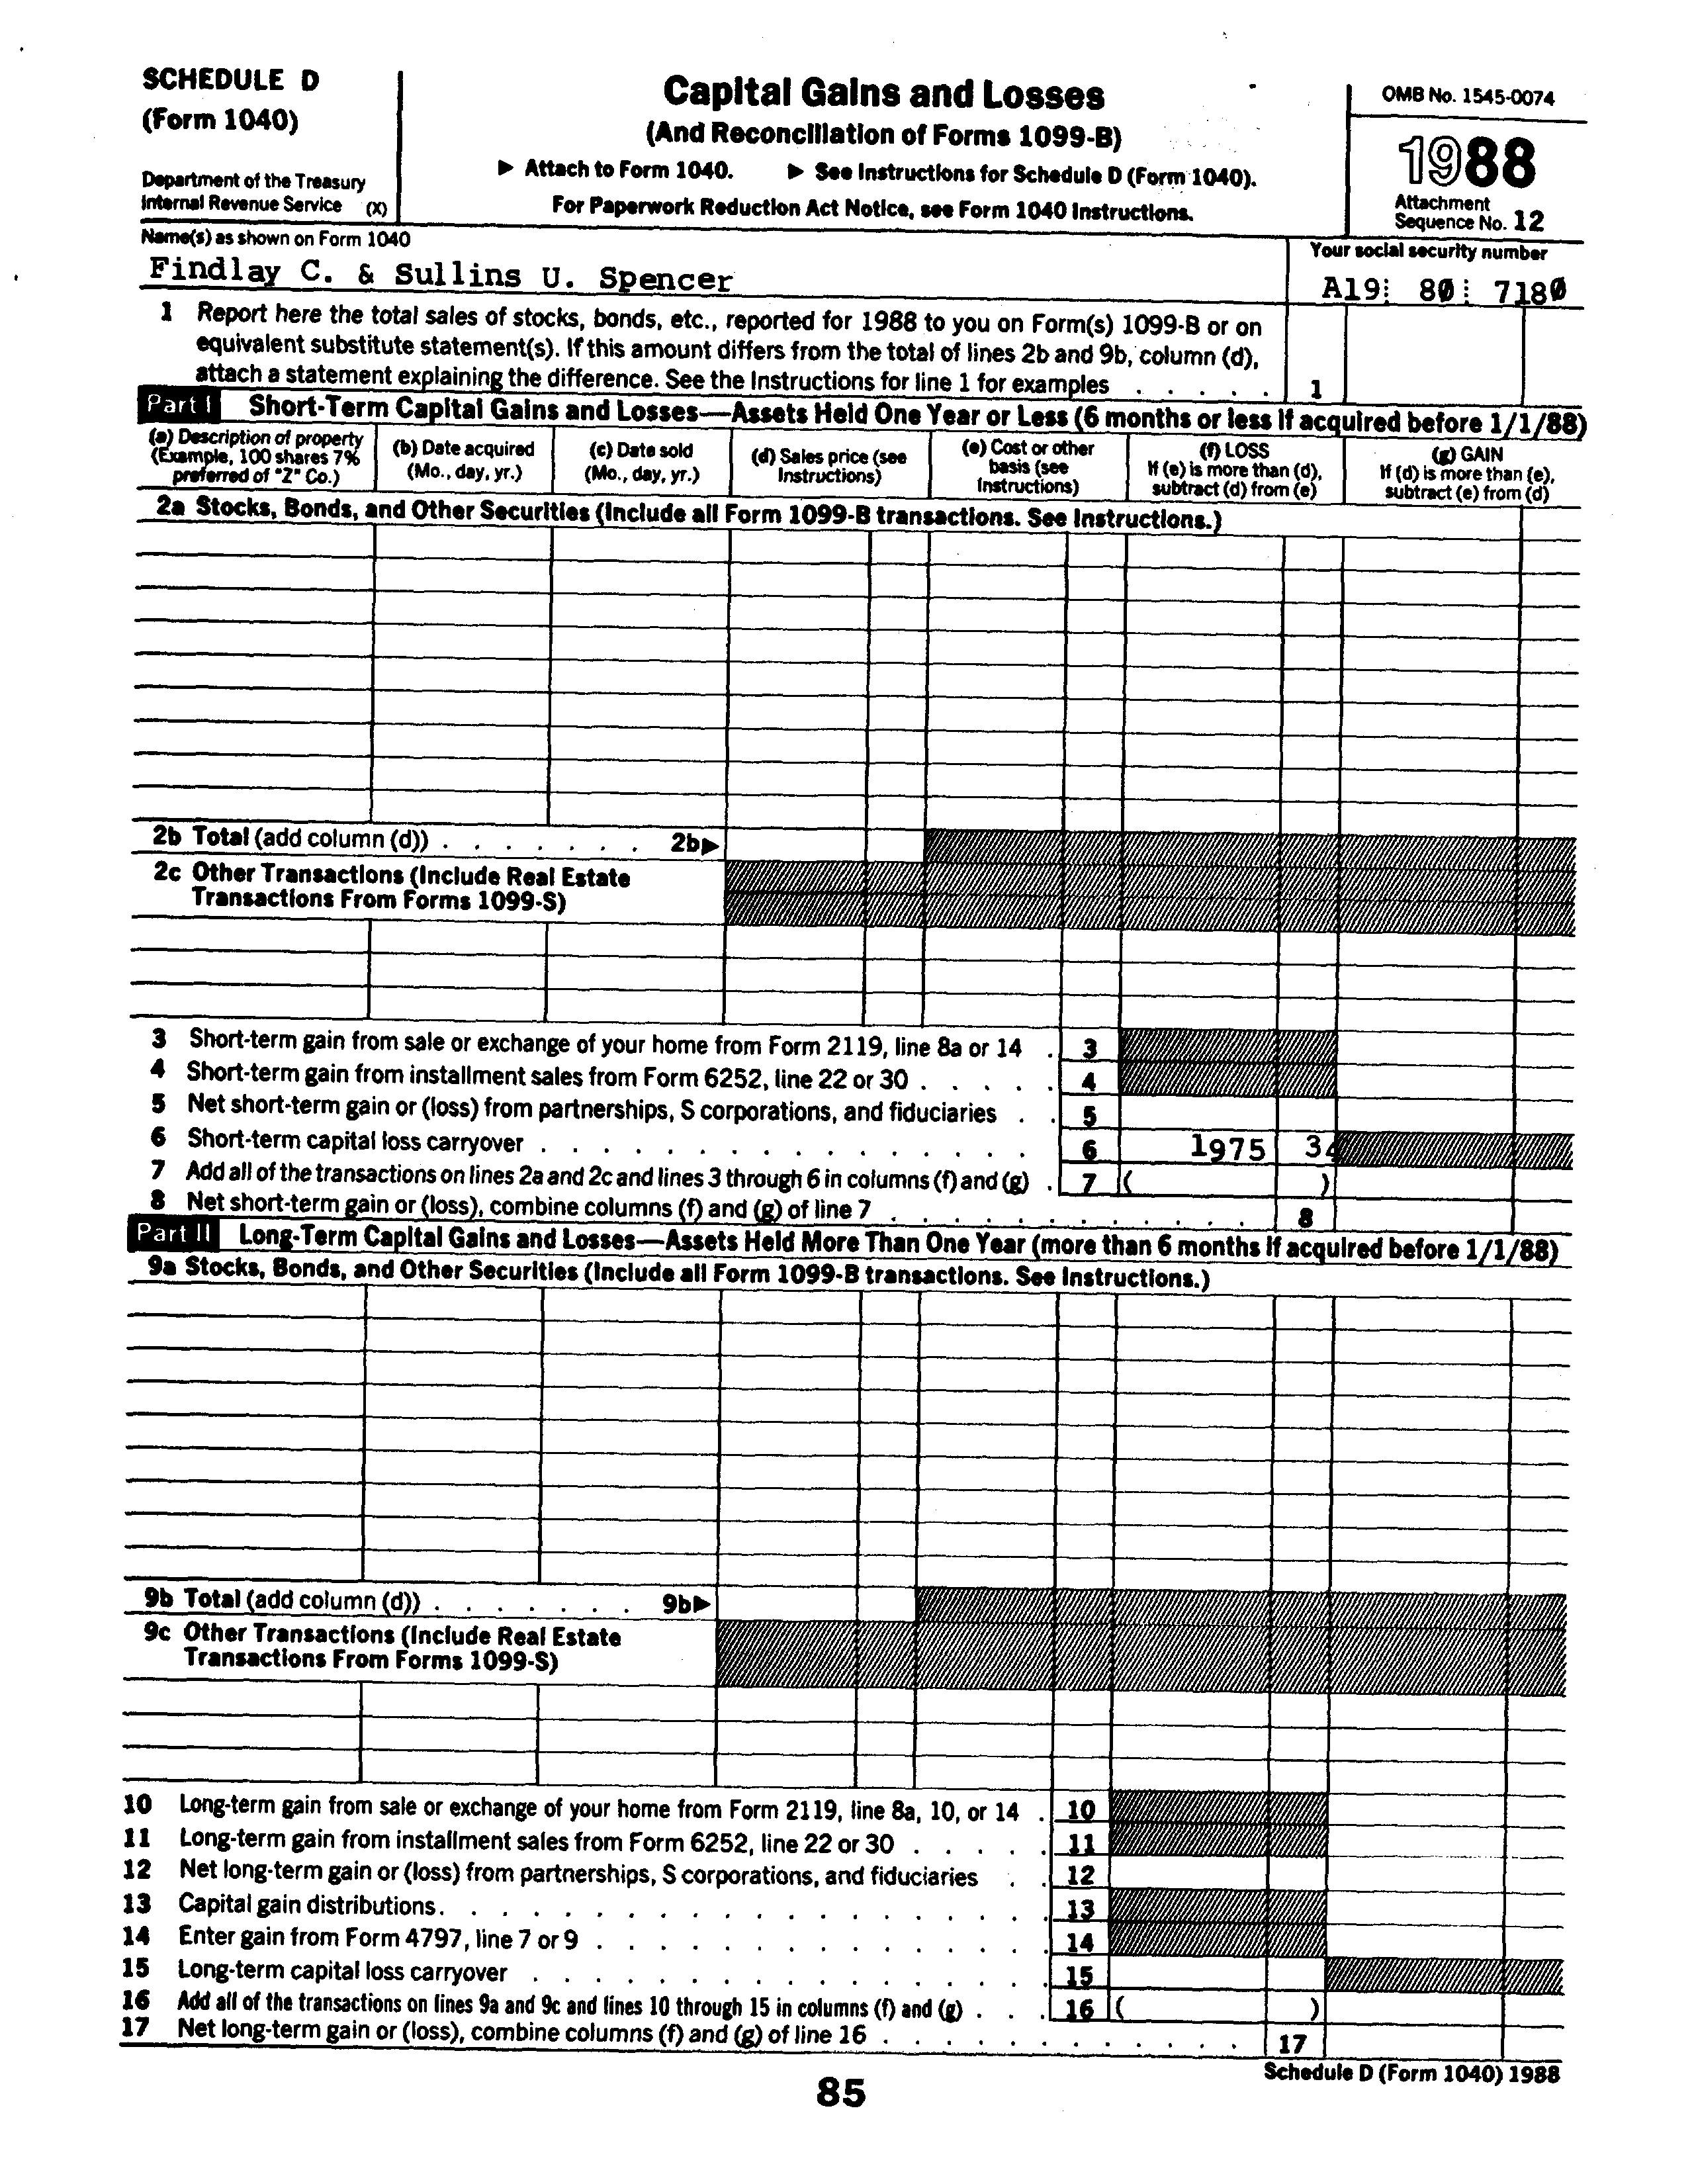 SCHEDULE D
(Form 1040)
Department of the Treasury
Internal Revenue Service (X)
Capital Gains and Losses
(And Reconciliation of Forms 1099-B)
▶ Attach to Form 1040. ▶ See Instructions for Schedule D (Form 1040).
For Paperwork Reduction Act Notice, see Form 1040 Instructions.
OMB No. 1545-0074
1988
Attachment
Sequence No. 12
Name(s) as shown on Form 1040
Findlay C. & Sullins U. Spencer
Your social security number
A19 80 7180
1 Report here the total sales of stocks, bonds, etc., reported for 1988 to you on Form(s) 1099-B or on
equivalent substitute statement(s). If this amount differs from the total of lines 2b and 9b, column (d),
attach a statement explaining the difference. See the Instructions for line 1 for examples . . . . . 1
Part I Short-Term Capital Gains and Losses—Assets Held One Year or Less (6 months or less if acquired before 1/1/88)
(a) Description of property
(Example, 100 shares 7%
preferred of "Z" Co.)
(b) Date acquired
(Mo., day, yr.)
(c) Date sold
(Mo., day, yr.)
(d) Sales price (see
Instructions)
(e) Cost or other
basis (see
Instructions)
(f) LOSS
If (e) is more than (d),
subtract (d) from (e)
(g) GAIN
If (d) is more than (e),
subtract (e) from (d)
2a Stocks, Bonds, and Other Securities (Include all Form 1099-B transactions. See Instructions.)
2b Total (add column (d)) . . . . . . . 2b▶
2c Other Transactions (Include Real Estate
Transactions From Forms 1099-S)
3 Short-term gain from sale or exchange of your home from Form 2119, line 8a or 14 . 3
4 Short-term gain from installment sales from Form 6252, line 22 or 30 . . . . . 4
5 Net short-term gain or (loss) from partnerships, S corporations, and fiduciaries . . 5
6 Short-term capital loss carryover . . . . . . . . . . . . . . . . 6 1975 34
7 Add all of the transactions on lines 2a and 2c and lines 3 through 6 in columns (f) and (g) . 7 ( )
8 Net short-term gain or (loss), combine columns (f) and (g) of line 7 . . . . . . . . . . . . 8
Part II Long-Term Capital Gains and Losses—Assets Held More Than One Year (more than 6 months if acquired before 1/1/88)
9a Stocks, Bonds, and Other Securities (Include all Form 1099-B transactions. See Instructions.)
9b Total (add column (d)) . . . . . . . 9b▶
9c Other Transactions (Include Real Estate
Transactions From Forms 1099-S)
10 Long-term gain from sale or exchange of your home from Form 2119, line 8a, 10, or 14 . 10
11 Long-term gain from installment sales from Form 6252, line 22 or 30 . . . . . 11
12 Net long-term gain or (loss) from partnerships, S corporations, and fiduciaries . . 12
13 Capital gain distributions. . . . . . . . . . . . . . . . . . . . 13
14 Enter gain from Form 4797, line 7 or 9 . . . . . . . . . . . . . . . 14
15 Long-term capital loss carryover . . . . . . . . . . . . . . . . . 15
16 Add all of the transactions on lines 9a and 9c and lines 10 through 15 in columns (f) and (g) . . . 16 ( )
17 Net long-term gain or (loss), combine columns (f) and (g) of line 16 . . . . . . . . . . . . 17
Schedule D (Form 1040) 1988
85